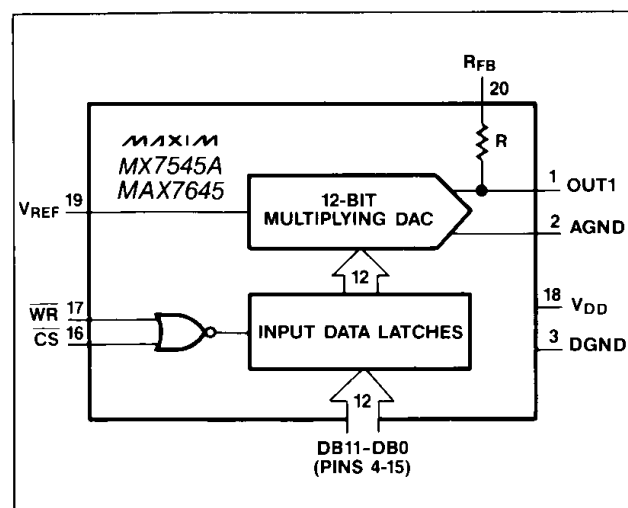 RFB
20
MAXIM
MX7545A
MAX7645
R
12-BIT
MULTIPLYING DAC
1 OUT1
VREF 19
2 AGND
12
WR 17
CS 16
INPUT DATA LATCHES
18 VDD
3 DGND
12
DB11-DB0
(PINS 4-15)